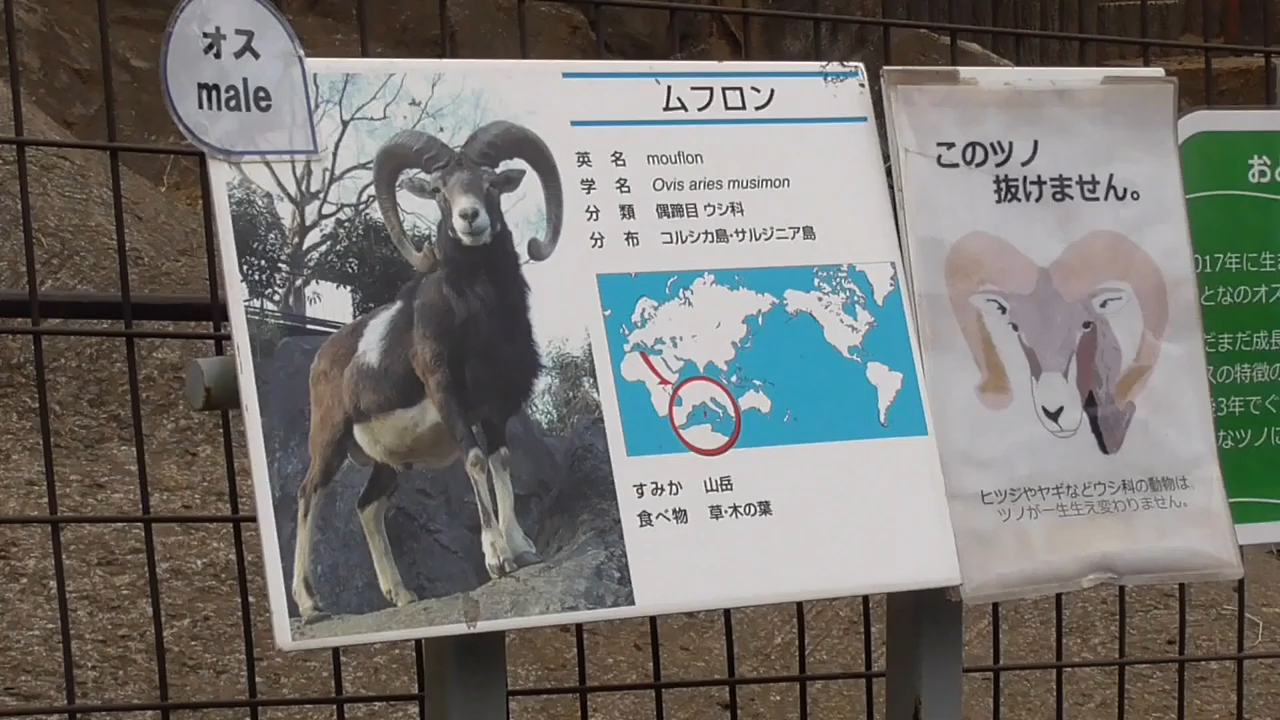 オス
male
ムフロン
英 名 mouflon
学 名 Ovis aries musimon
分 類 偶蹄目 ウシ科
分 布 コルシカ島・サルジニア島
すみか 山岳
食べ物 草・木の葉
このツノ
抜けません。
ヒツジやヤギなどウシ科の動物は、
ツノが一生生え変わりません。
017年に生
となのオス
だまだ成長
スの特徴の
3年でぐ
なツノに